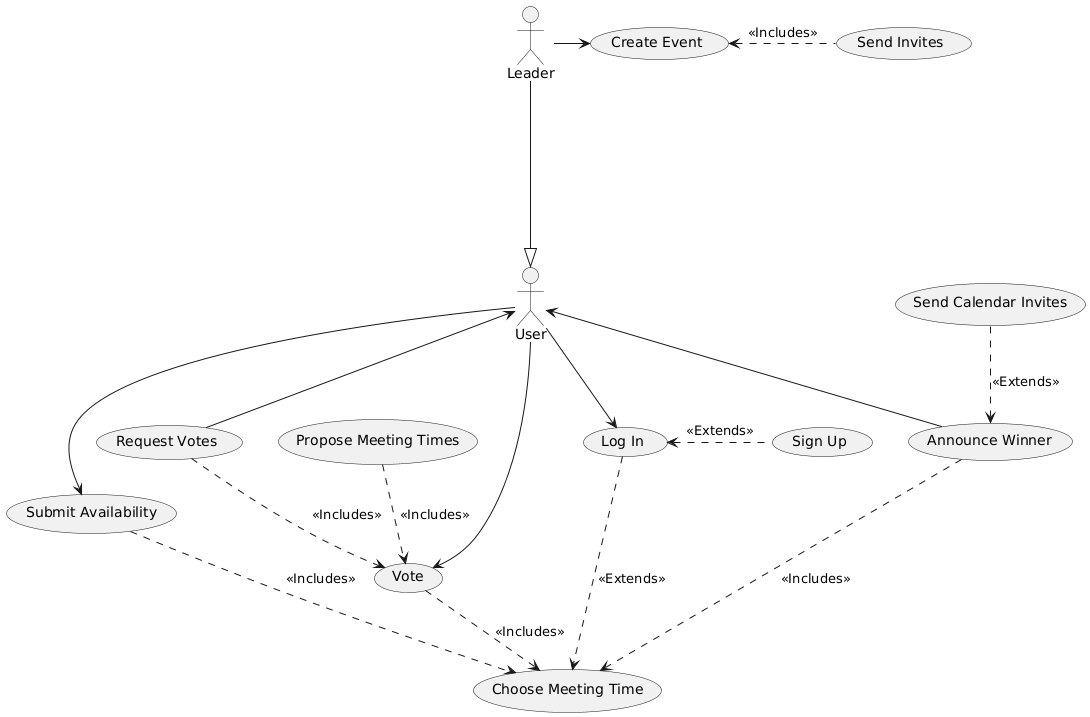 Leader
Create Event
«Includes»
Send Invites
User
Send Calendar Invites
«Extends»
Request Votes
Propose Meeting Times
Log In
«Extends»
Sign Up
Announce Winner
Submit Availability
«Includes»
«Includes»
Vote
«Includes»
«Extends»
«Includes»
«Includes»
Choose Meeting Time